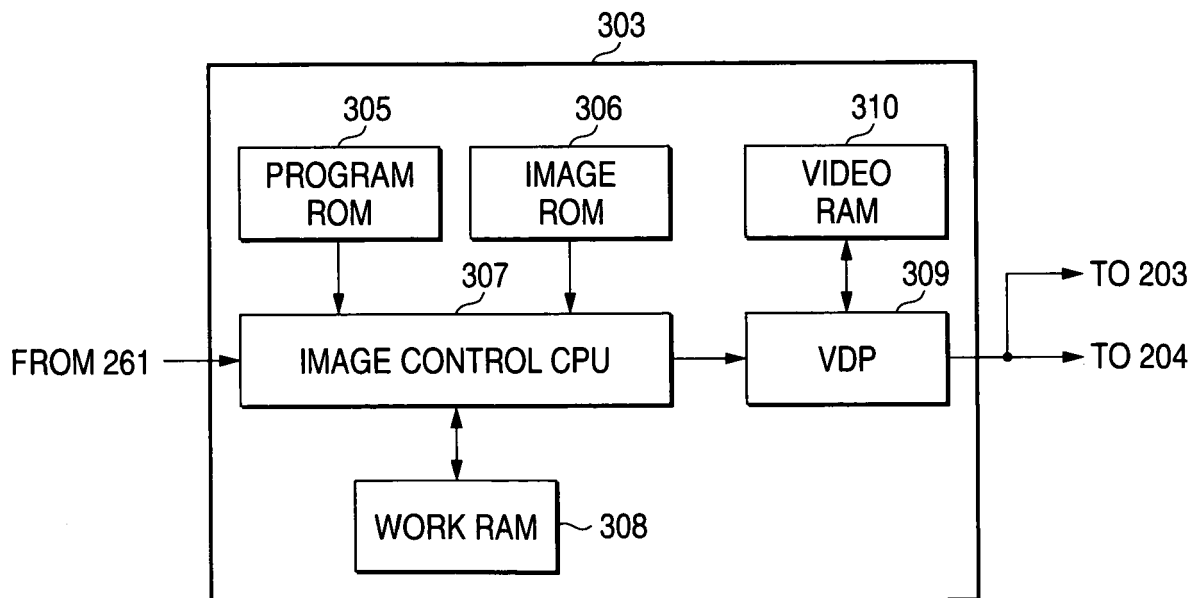 303
305
306
310
PROGRAM
ROM
IMAGE
ROM
VIDEO
RAM
307
309
TO 203
FROM 261
IMAGE CONTROL CPU
VDP
TO 204
WORK RAM
308